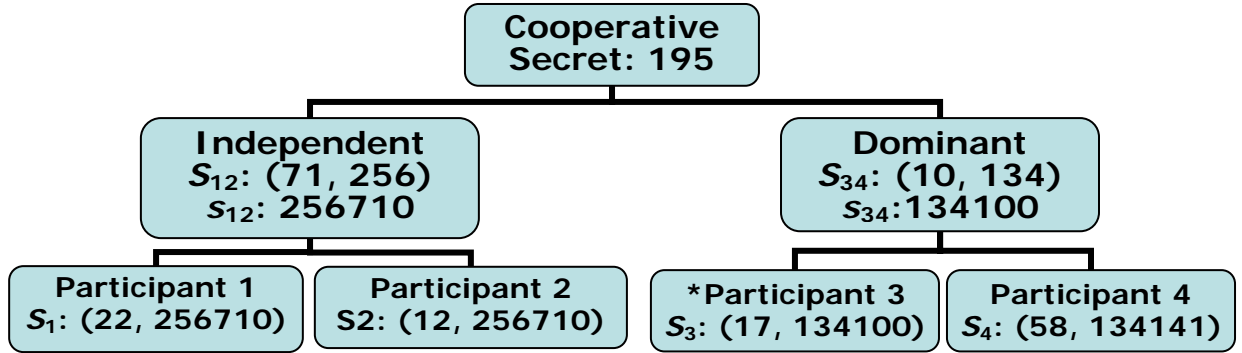 Cooperative
Secret: 195
Independent
S₁₂: (71, 256)
s₁₂: 256710
Dominant
S₃₄: (10, 134)
s₃₄:134100
Participant 1
S₁: (22, 256710)
Participant 2
S2: (12, 256710)
*Participant 3
S₃: (17, 134100)
Participant 4
S₄: (58, 134141)